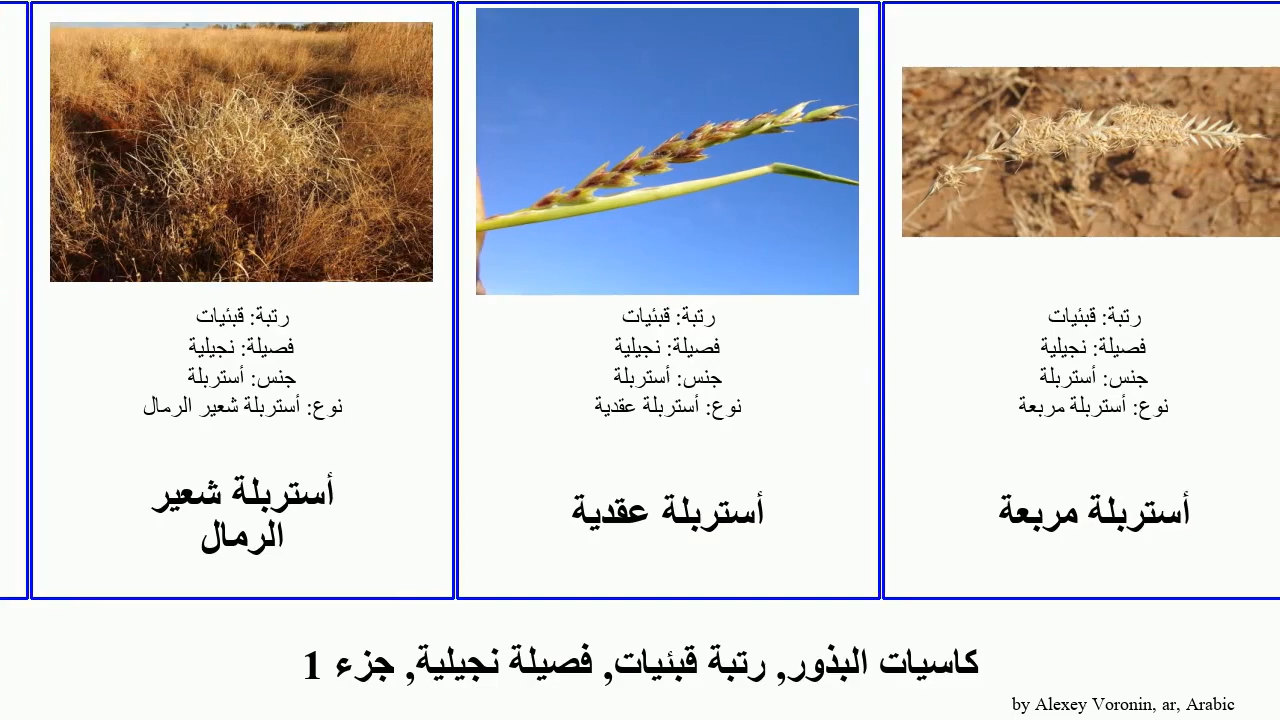 رتبة: قبئيات
فصيلة: نجيلية
جنس: أستربلة
نوع: أستربلة شعير الرمال
أستربلة شعير
الرمال
رتبة: قبئيات
فصيلة: نجيلية
جنس: أستربلة
نوع: أستربلة عقدية
أستربلة عقدية
رتبة: قبئيات
فصيلة: نجيلية
جنس: أستربلة
نوع: أستربلة مربعة
أستربلة مربعة
كاسيات البذور, رتبة قبئيات, فصيلة نجيلية, جزء 1
by Alexey Voronin, ar, Arabic